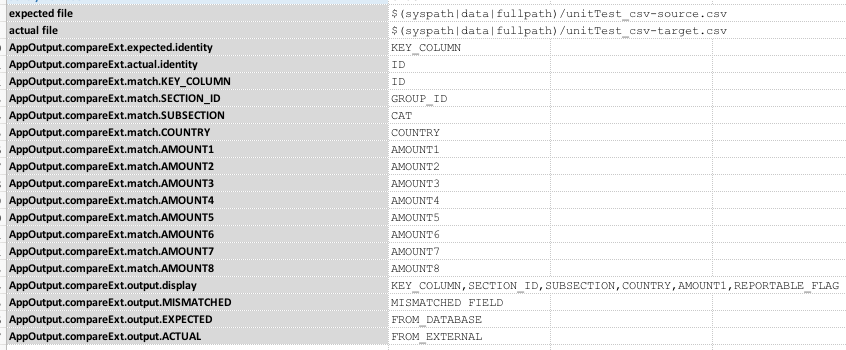 expected file $(syspath|data|fullpath)/unitTest_csv-source.csv
actual file $(syspath|data|fullpath)/unitTest_csv-target.csv
AppOutput.compareExt.expected.identity KEY_COLUMN
AppOutput.compareExt.actual.identity ID
AppOutput.compareExt.match.KEY_COLUMN ID
AppOutput.compareExt.match.SECTION_ID GROUP_ID
AppOutput.compareExt.match.SUBSECTION CAT
AppOutput.compareExt.match.COUNTRY COUNTRY
AppOutput.compareExt.match.AMOUNT1 AMOUNT1
AppOutput.compareExt.match.AMOUNT2 AMOUNT2
AppOutput.compareExt.match.AMOUNT3 AMOUNT3
AppOutput.compareExt.match.AMOUNT4 AMOUNT4
AppOutput.compareExt.match.AMOUNT5 AMOUNT5
AppOutput.compareExt.match.AMOUNT6 AMOUNT6
AppOutput.compareExt.match.AMOUNT7 AMOUNT7
AppOutput.compareExt.match.AMOUNT8 AMOUNT8
AppOutput.compareExt.output.display KEY_COLUMN,SECTION_ID,SUBSECTION,COUNTRY,AMOUNT1,REPORTABLE_FLAG
AppOutput.compareExt.output.MISMATCHED MISMATCHED FIELD
AppOutput.compareExt.output.EXPECTED FROM_DATABASE
AppOutput.compareExt.output.ACTUAL FROM_EXTERNAL